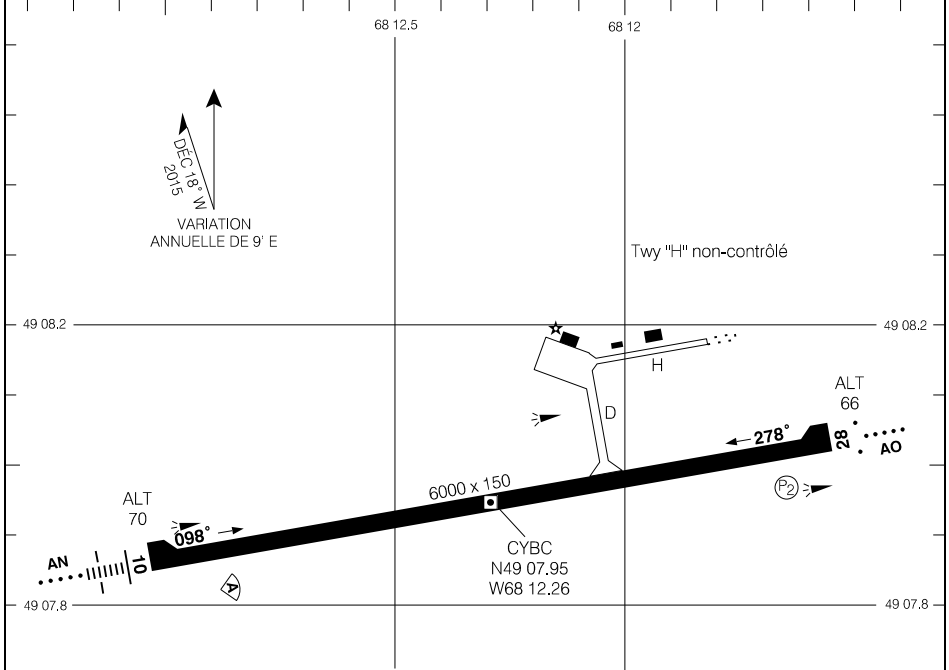 68 12.5
68 12
DÉC 18° W
2015
VARIATION
ANNUELLE DE 9' E
Twy "H" non-contrôlé
49 08.2
49 08.2
H
D
ALT
66
278°
28
AO
6000 x 150
P2
ALT
70
098°
AN
10
A
CYBC
N49 07.95
W68 12.26
49 07.8
49 07.8